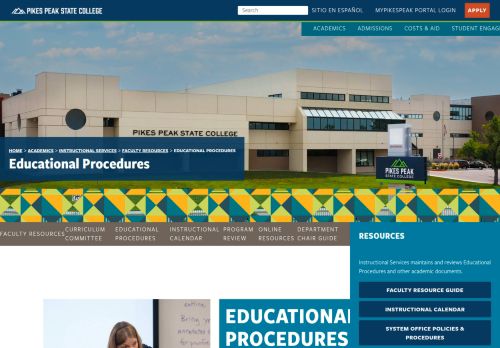 PIKES PEAK STATE COLLEGE
Search
SITIO EN ESPAÑOL
MYPIKESPEAK PORTAL LOGIN
APPLY
ACADEMICS
ADMISSIONS
COSTS & AID
STUDENT ENGAG
PIKES PEAK STATE COLLEGE
PIKES PEAK
STATE COLLEGE
HOME > ACADEMICS > INSTRUCTIONAL SERVICES > FACULTY RESOURCES > EDUCATIONAL PROCEDURES
Educational Procedures
FACULTY RESOURCES
CURRICULUM
COMMITTEE
EDUCATIONAL
PROCEDURES
INSTRUCTIONAL
CALENDAR
PROGRAM
REVIEW
ONLINE
RESOURCES
DEPARTMENT
CHAIR GUIDE
RESOURCES
Instructional Services maintains and reviews Educational
Procedures and other academic documents.
FACULTY RESOURCE GUIDE
INSTRUCTIONAL CALENDAR
SYSTEM OFFICE POLICIES &
PROCEDURES
EDUCATIONAL
PROCEDURES
Bring